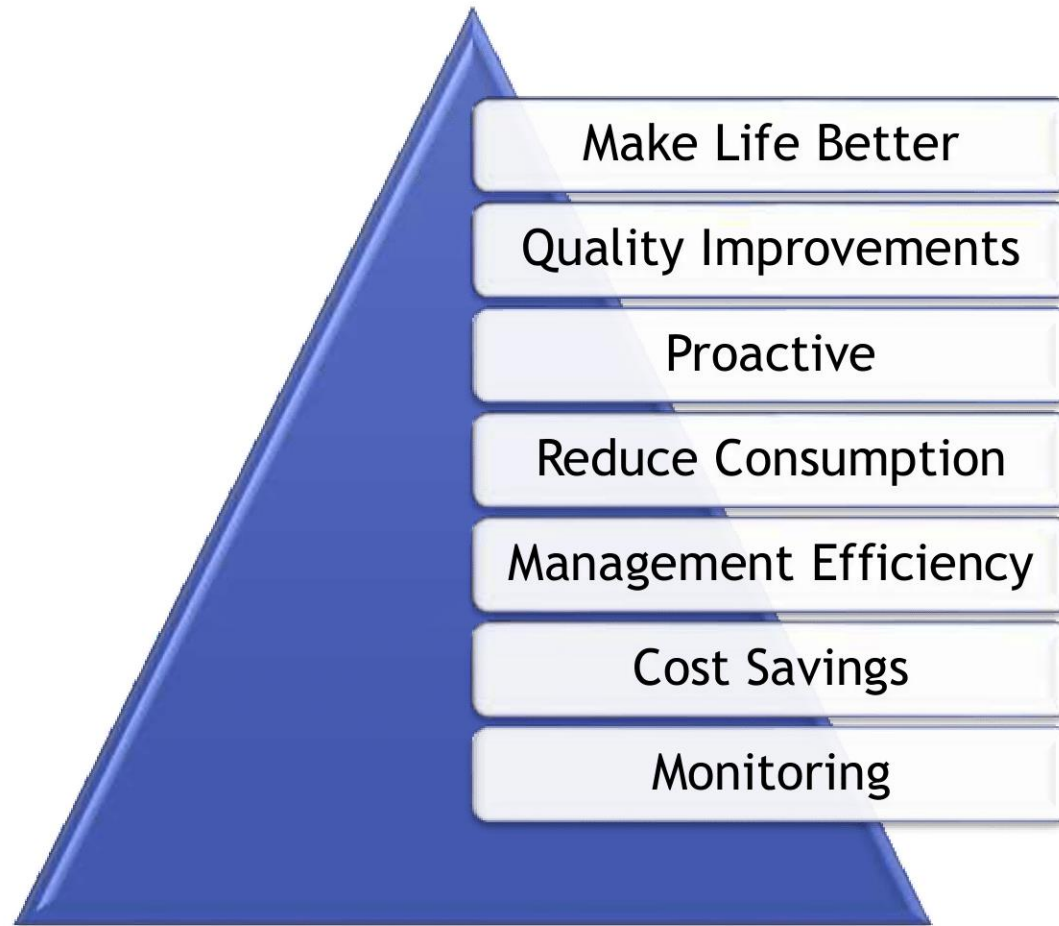 Make Life Better
Quality Improvements
Proactive
Reduce Consumption
Management Efficiency
Cost Savings
Monitoring